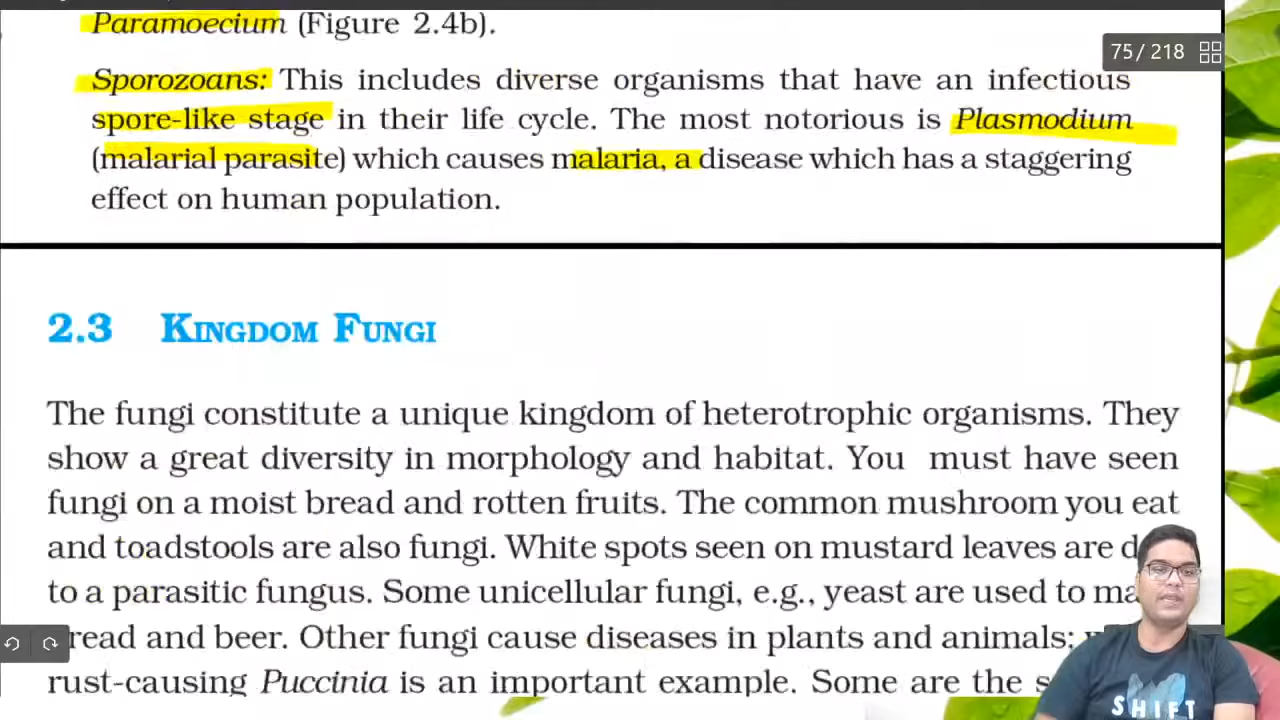 Paramoecium (Figure 2.4b).
75 / 218
Sporozoans: This includes diverse organisms that have an infectious
spore-like stage in their life cycle. The most notorious is Plasmodium
(malarial parasite) which causes malaria, a disease which has a staggering
effect on human population.
2.3 KINGDOM FUNGI
The fungi constitute a unique kingdom of heterotrophic organisms. They
show a great diversity in morphology and habitat. You must have seen
fungi on a moist bread and rotten fruits. The common mushroom you eat
and toadstools are also fungi. White spots seen on mustard leaves are
to a parasitic fungus. Some unicellular fungi, e.g., yeast are used to
read and beer. Other fungi cause diseases in plants and animals;
rust-causing Puccinia is an important example. Some are the
SHIFT